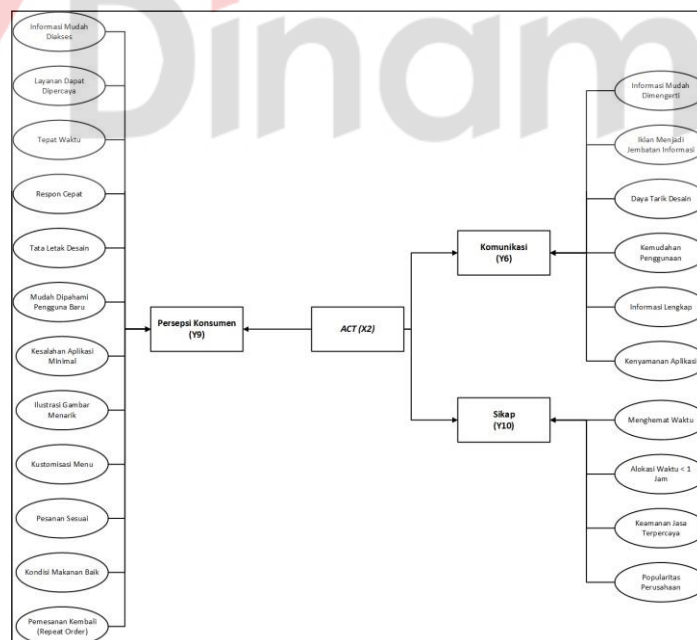 Dinam
Informasi Mudah
Diakses
Layanan Dapat
Dipercaya
Tepat Waktu
Respon Cepat
Tata Letak Desain
Mudah Dipahami
Pengguna Baru
Kesalahan Aplikasi
Minimal
Ilustrasi Gambar
Menarik
Kustomisasi Menu
Pesanan Sesuai
Kondisi Makanan Baik
Pemesanan Kembali
(Repeat Order)
Persepsi Konsumen
(Y9)
ACT (X2)
Komunikasi
(Y6)
Sikap
(Y10)
Informasi Mudah
Dimengerti
Iklan Menjadi
Jembatan Informasi
Daya Tarik Desain
Kemudahan
Penggunaan
Informasi Lengkap
Kenyamanan Aplikasi
Menghemat Waktu
Alokasi Waktu < 1
Jam
Keamanan Jasa
Terpercaya
Popularitas
Perusahaan